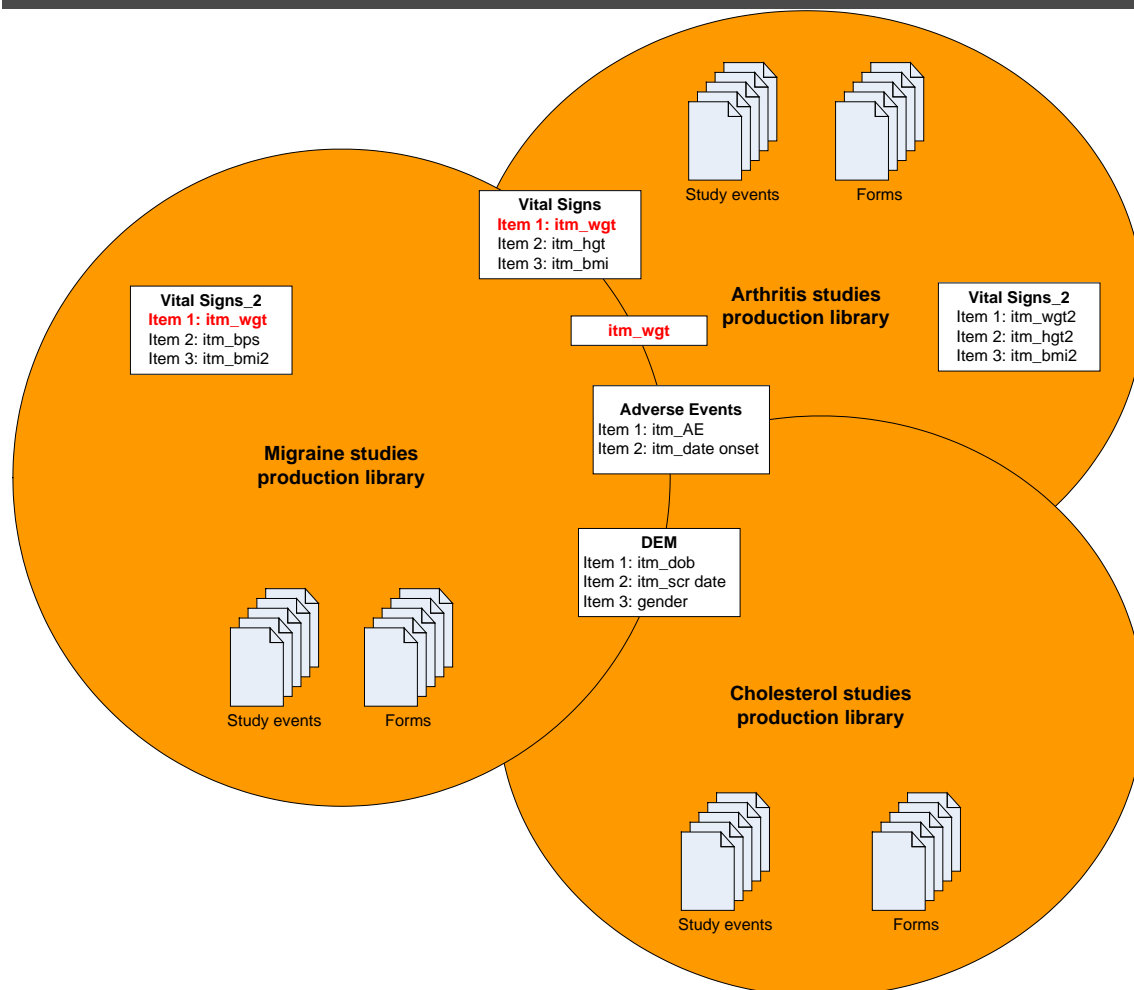 Study events
Forms
Vital Signs
Item 1: itm_wgt
Item 2: itm_hgt
Item 3: itm_bmi
Arthritis studies
production library
Vital Signs_2
Item 1: itm_wgt2
Item 2: itm_hgt2
Item 3: itm_bmi2
Vital Signs_2
Item 1: itm_wgt
Item 2: itm_bps
Item 3: itm_bmi2
itm_wgt
Adverse Events
Item 1: itm_AE
Item 2: itm_date onset
Migraine studies
production library
DEM
Item 1: itm_dob
Item 2: itm_scr date
Item 3: gender
Study events
Forms
Cholesterol studies
production library
Study events
Forms